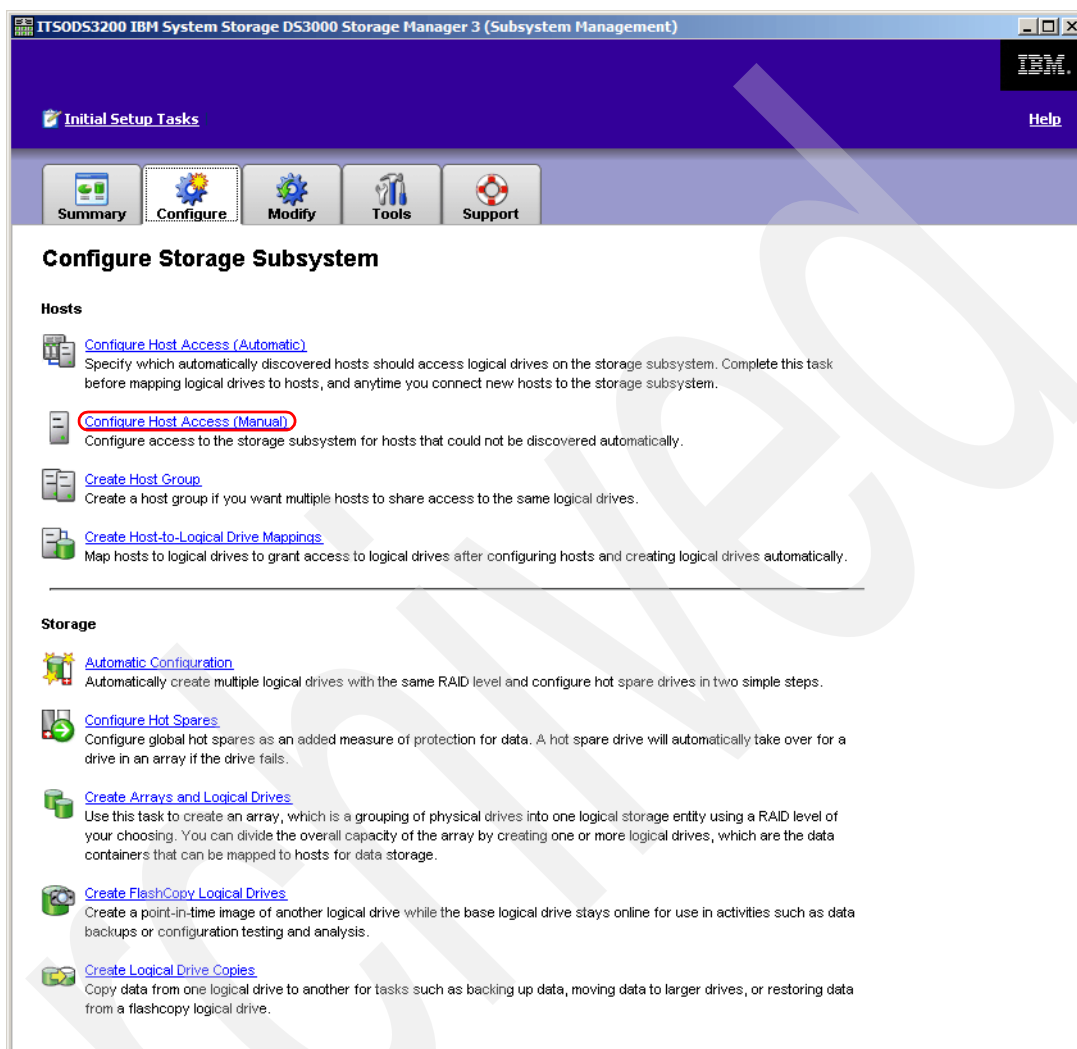 ITSODS3200 IBM System Storage DS3000 Storage Manager 3 (Subsystem Management)
IBM.
Initial Setup Tasks
Help
Summary
Configure
Modify
Tools
Support
Configure Storage Subsystem
Hosts
Configure Host Access (Automatic)
Specify which automatically discovered hosts should access logical drives on the storage subsystem. Complete this task
before mapping logical drives to hosts, and anytime you connect new hosts to the storage subsystem.
Configure Host Access (Manual)
Configure access to the storage subsystem for hosts that could not be discovered automatically.
Create Host Group
Create a host group if you want multiple hosts to share access to the same logical drives.
Create Host-to-Logical Drive Mappings
Map hosts to logical drives to grant access to logical drives after configuring hosts and creating logical drives automatically.
Storage
Automatic Configuration
Automatically create multiple logical drives with the same RAID level and configure hot spare drives in two simple steps.
Configure Hot Spares
Configure global hot spares as an added measure of protection for data. A hot spare drive will automatically take over for a
drive in an array if the drive fails.
Create Arrays and Logical Drives
Use this task to create an array, which is a grouping of physical drives into one logical storage entity using a RAID level of
your choosing. You can divide the overall capacity of the array by creating one or more logical drives, which are the data
containers that can be mapped to hosts for data storage.
Create FlashCopy Logical Drives
Create a point-in-time image of another logical drive while the base logical drive stays online for use in activities such as data
backups or configuration testing and analysis.
Create Logical Drive Copies
Copy data from one logical drive to another for tasks such as backing up data, moving data to larger drives, or restoring data
from a flashcopy logical drive.
rchived